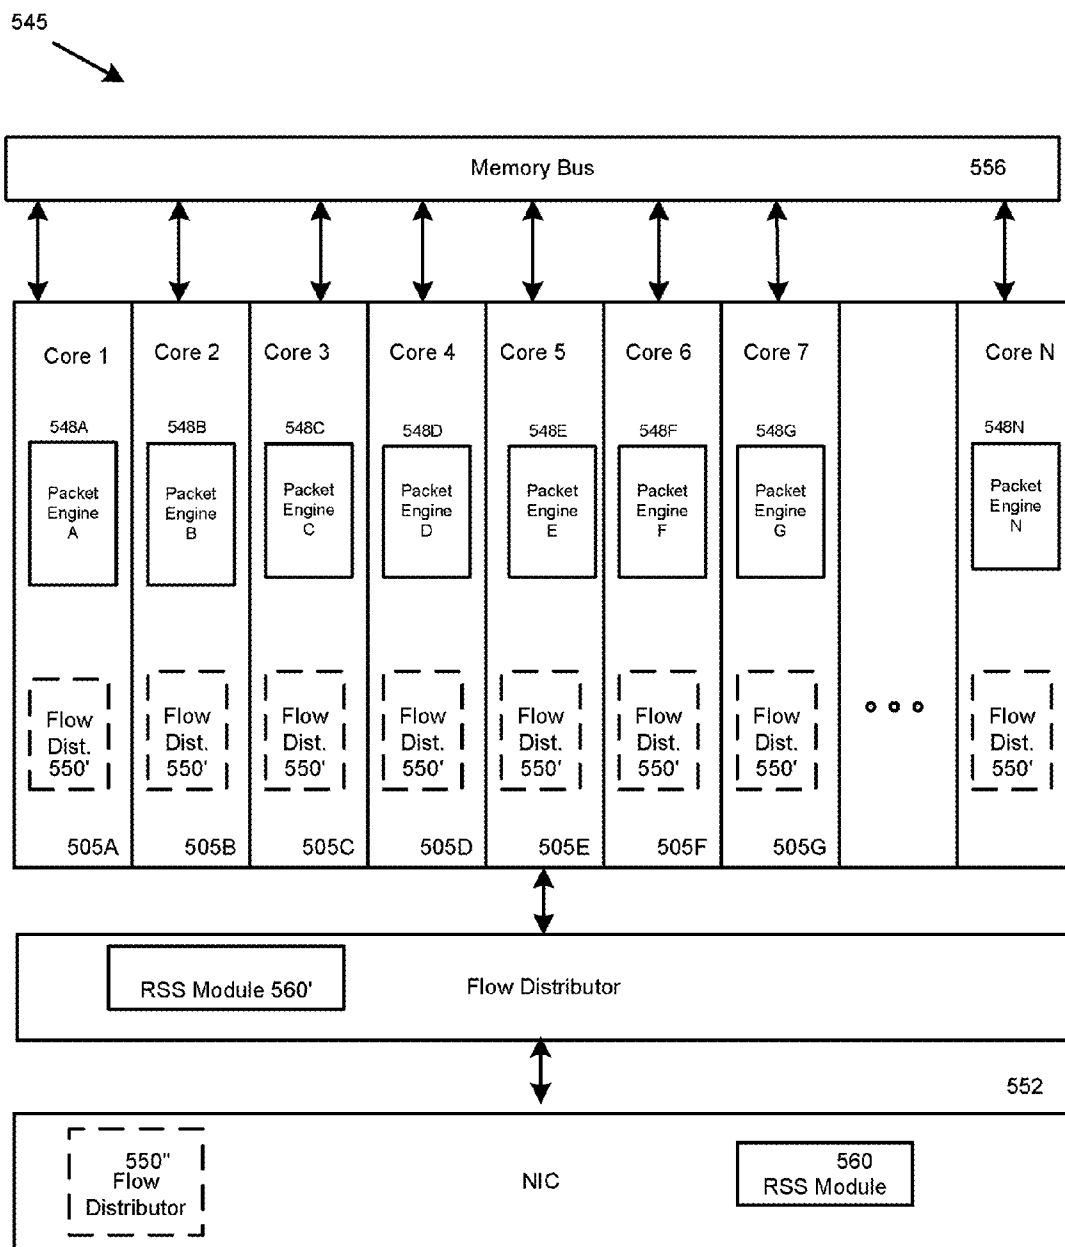 545
Memory Bus 556
Core 1 Core 2 Core 3 Core 4 Core 5 Core 6 Core 7 Core N
548A 548B 548C 548D 548E 548F 548G 548N
Packet Packet Packet Packet Packet Packet Packet Packet
Engine Engine Engine Engine Engine Engine Engine Engine
A B C D E F G N
Flow Flow Flow Flow Flow Flow Flow Flow
Dist. Dist. Dist. Dist. Dist. Dist. Dist. Dist.
550' 550' 550' 550' 550' 550' 550' 550'
505A 505B 505C 505D 505E 505F 505G
RSS Module 560' Flow Distributor
552
550"
Flow
Distributor
NIC
560
RSS Module